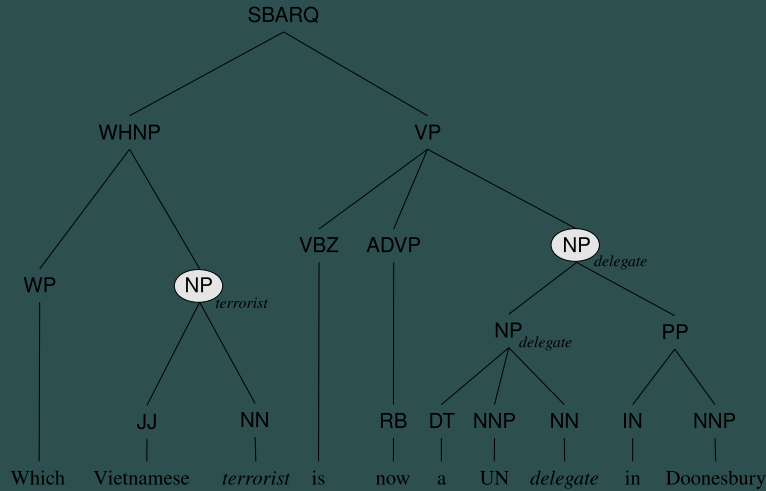 SBARQ
WHNP VP
VBZ ADVP NP delegate
WP NP terrorist
NP delegate PP
JJ NN RB DT NNP NN IN NNP
Which Vietnamese terrorist is now a UN delegate in Doonesbury